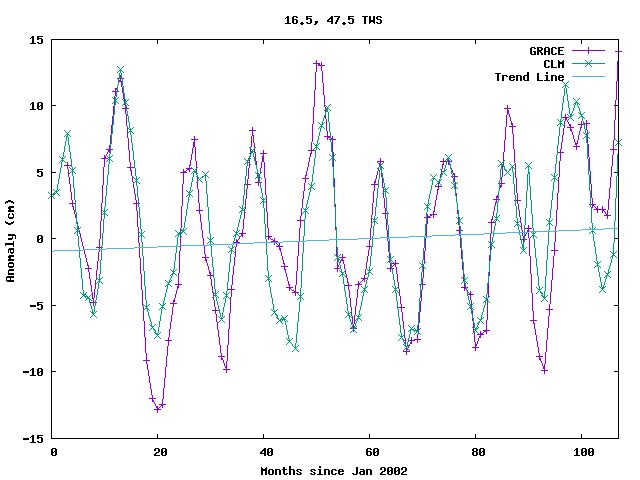 16.5, 47.5 TWS
GRACE
CLM
Trend Line
15
10
5
0
-5
-10
-15
Anomaly (cm)
0 20 40 60 80 100
Months since Jan 2002